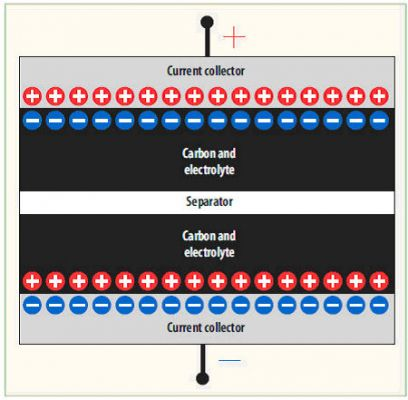 +
Current collector
+ + + + + + + + + + + + + + + +
− − − − − − − − − − − − − − − −
Carbon and
electrolyte
Separator
Carbon and
electrolyte
+ + + + + + + + + + + + + + + +
− − − − − − − − − − − − − − − −
Current collector
−